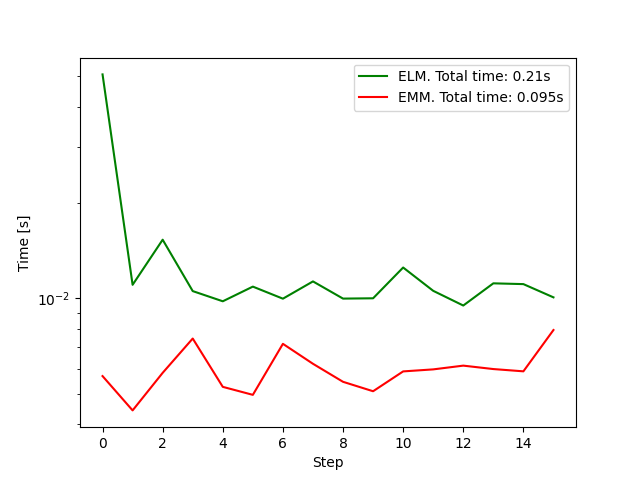 ELM. Total time: 0.21s
EMM. Total time: 0.095s
Time [s]
10⁻²
0 2 4 6 8 10 12 14
Step